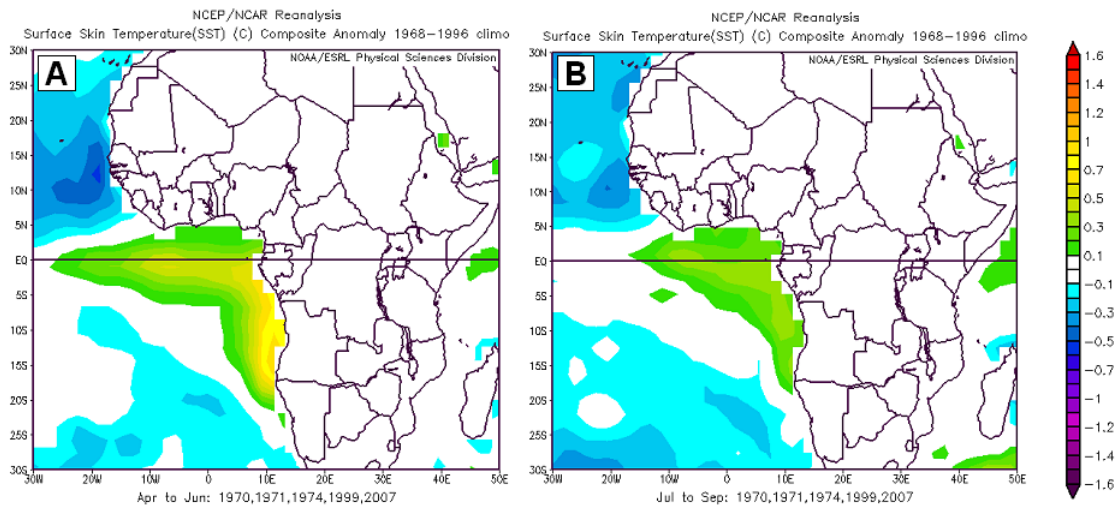 NCEP/NCAR Reanalysis
Surface Skin Temperature(SST) (C) Composite Anomaly 1968-1996 climo
A
NOAA/ESRL Physical Sciences Division
30N
25N
20N
15N
10N
5N
EQ
5S
10S
15S
20S
25S
30S
30W 20W 10W 0 10E 20E 30E 40E 50E
Apr to Jun: 1970,1971,1974,1999,2007
NCEP/NCAR Reanalysis
Surface Skin Temperature(SST) (C) Composite Anomaly 1968-1996 climo
B
NOAA/ESRL Physical Sciences Division
30N
25N
20N
15N
10N
5N
EQ
5S
10S
15S
20S
25S
30S
30W 20W 10W 0 10E 20E 30E 40E 50E
Jul to Sep: 1970,1971,1974,1999,2007
1.6
1.4
1.2
1
0.7
0.5
0.3
0.1
-0.1
-0.3
-0.5
-0.7
-1
-1.2
-1.4
-1.6